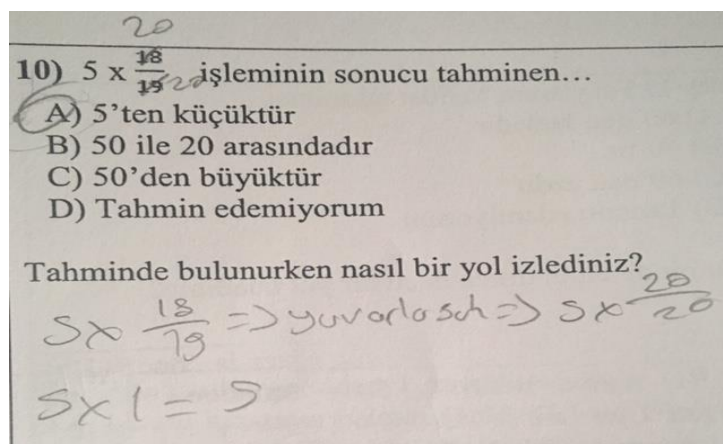 20
10) 5 x 18/19 20 işleminin sonucu tahminen…
A) 5’ten küçüktür
B) 50 ile 20 arasındadır
C) 50’den büyüktür
D) Tahmin edemiyorum
Tahminde bulunurken nasıl bir yol izlediniz?
5x 18/19 => yuvarlasak => 5x 20/20
5x1 = 5